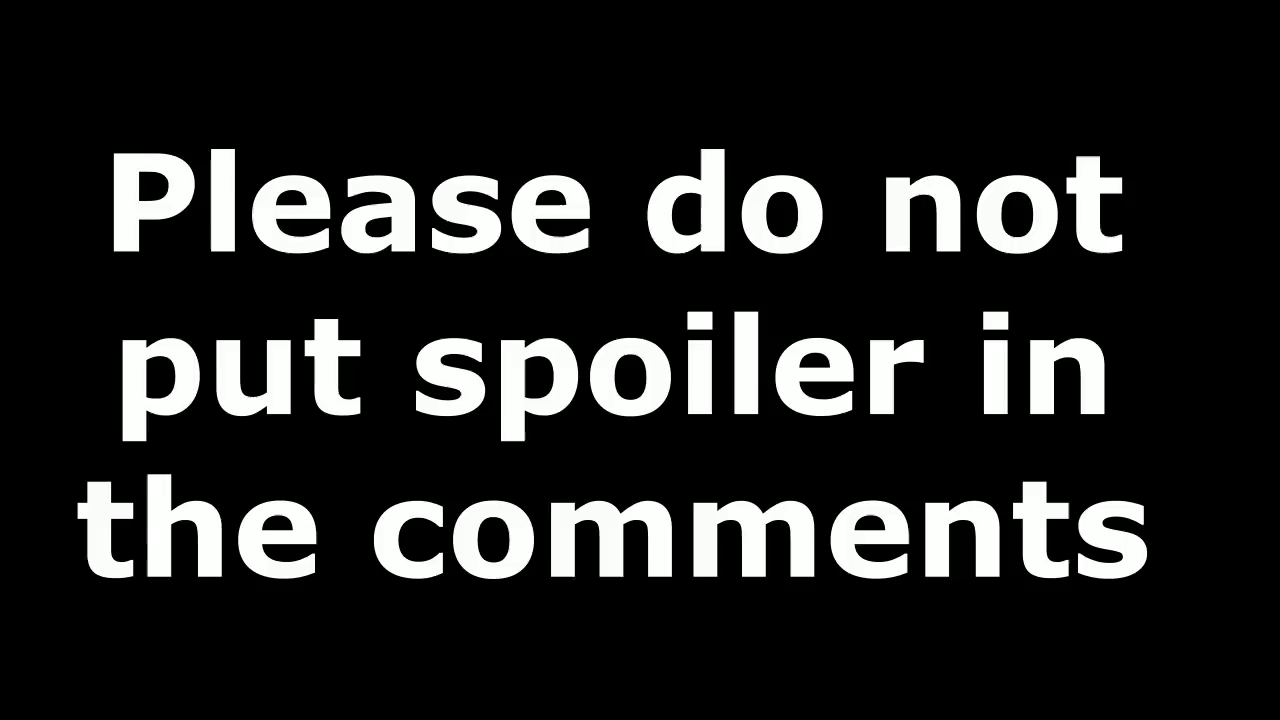 Please do not
put spoiler in
the comments